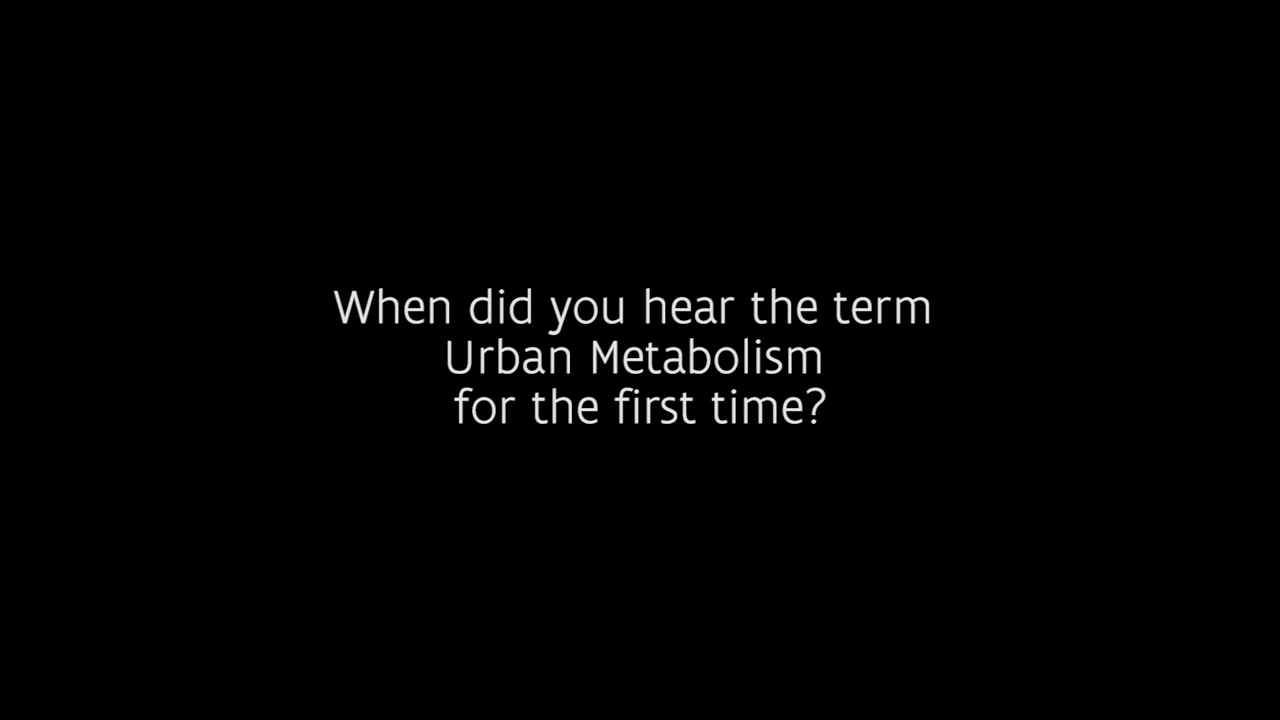 When did you hear the term
Urban Metabolism
for the first time?